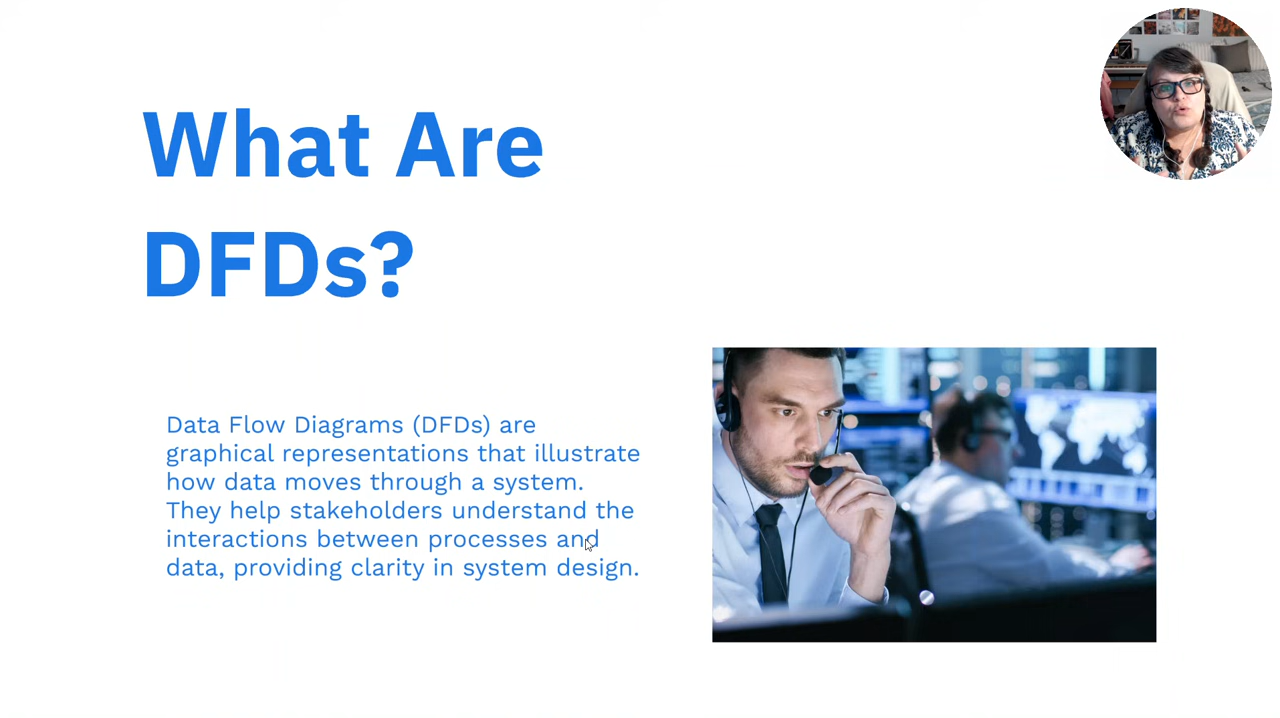 What Are
DFDs?
Data Flow Diagrams (DFDs) are
graphical representations that illustrate
how data moves through a system.
They help stakeholders understand the
interactions between processes and
data, providing clarity in system design.